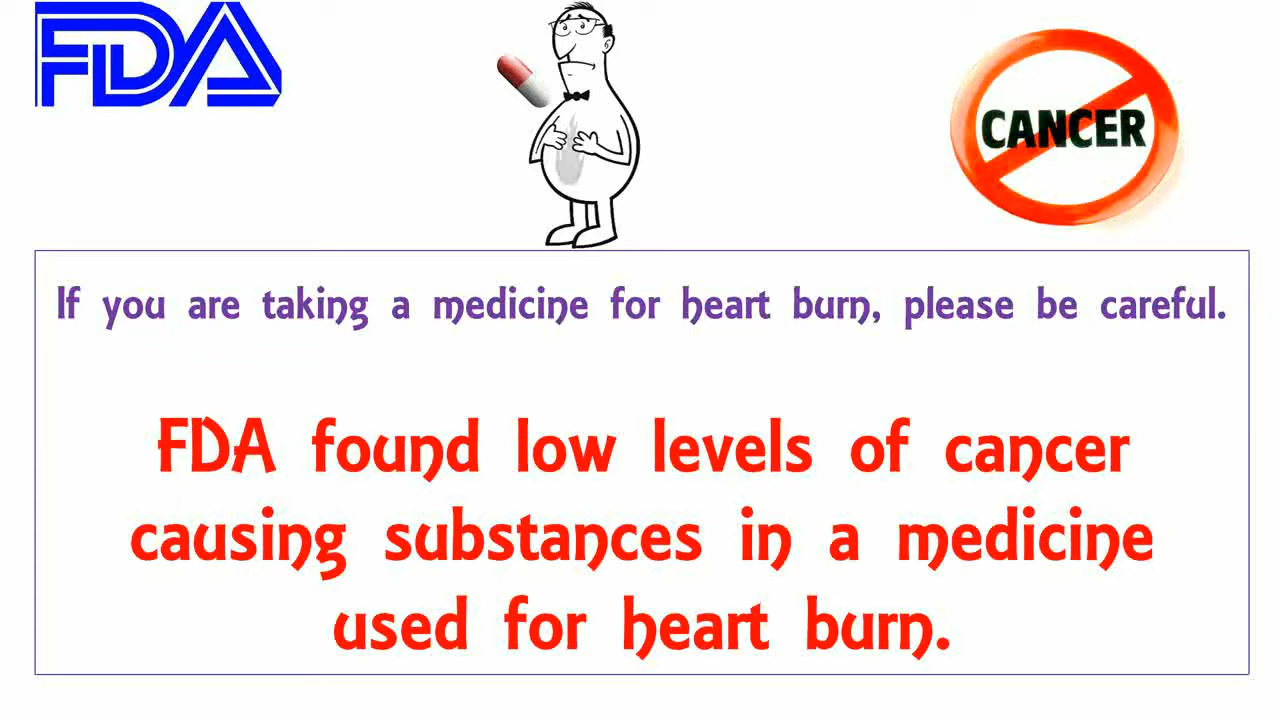 FDA
CANCER
If you are taking a medicine for heart burn, please be careful.
FDA found low levels of cancer
causing substances in a medicine
used for heart burn.